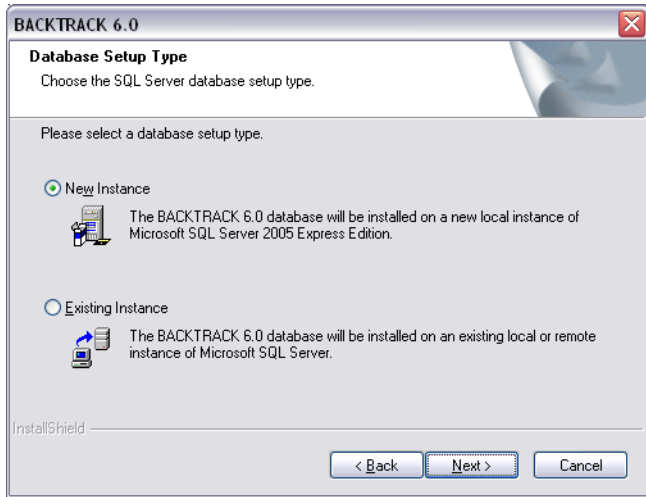 BACKTRACK 6.0
Database Setup Type
Choose the SQL Server database setup type.
Please select a database setup type.
New Instance
The BACKTRACK 6.0 database will be installed on a new local instance of
Microsoft SQL Server 2005 Express Edition.
Existing Instance
The BACKTRACK 6.0 database will be installed on an existing local or remote
instance of Microsoft SQL Server.
InstallShield
< Back Next > Cancel